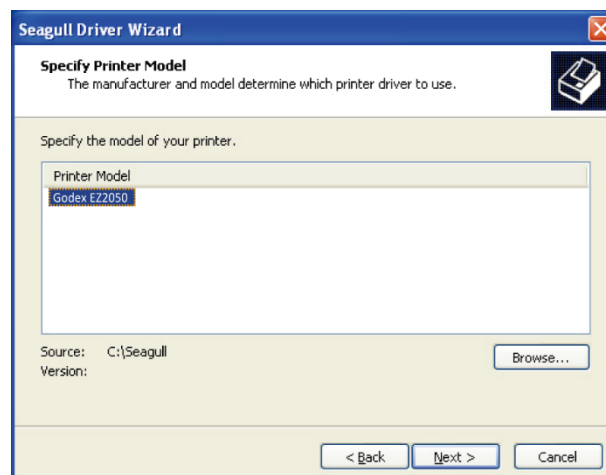 Seagull Driver Wizard
Specify Printer Model
The manufacturer and model determine which printer driver to use.
Specify the model of your printer.
Printer Model
Godex EZ2050
Source: C:\Seagull
Browse...
Version:
< Back Next > Cancel